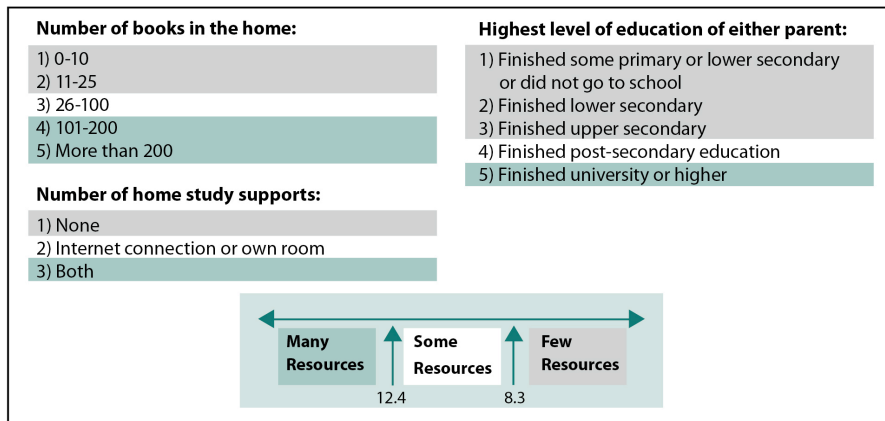 Number of books in the home:
1) 0-10
2) 11-25
3) 26-100
4) 101-200
5) More than 200
Number of home study supports:
1) None
2) Internet connection or own room
3) Both
Highest level of education of either parent:
1) Finished some primary or lower secondary
or did not go to school
2) Finished lower secondary
3) Finished upper secondary
4) Finished post-secondary education
5) Finished university or higher
Many
Resources
Some
Resources
Few
Resources
12.4
8.3